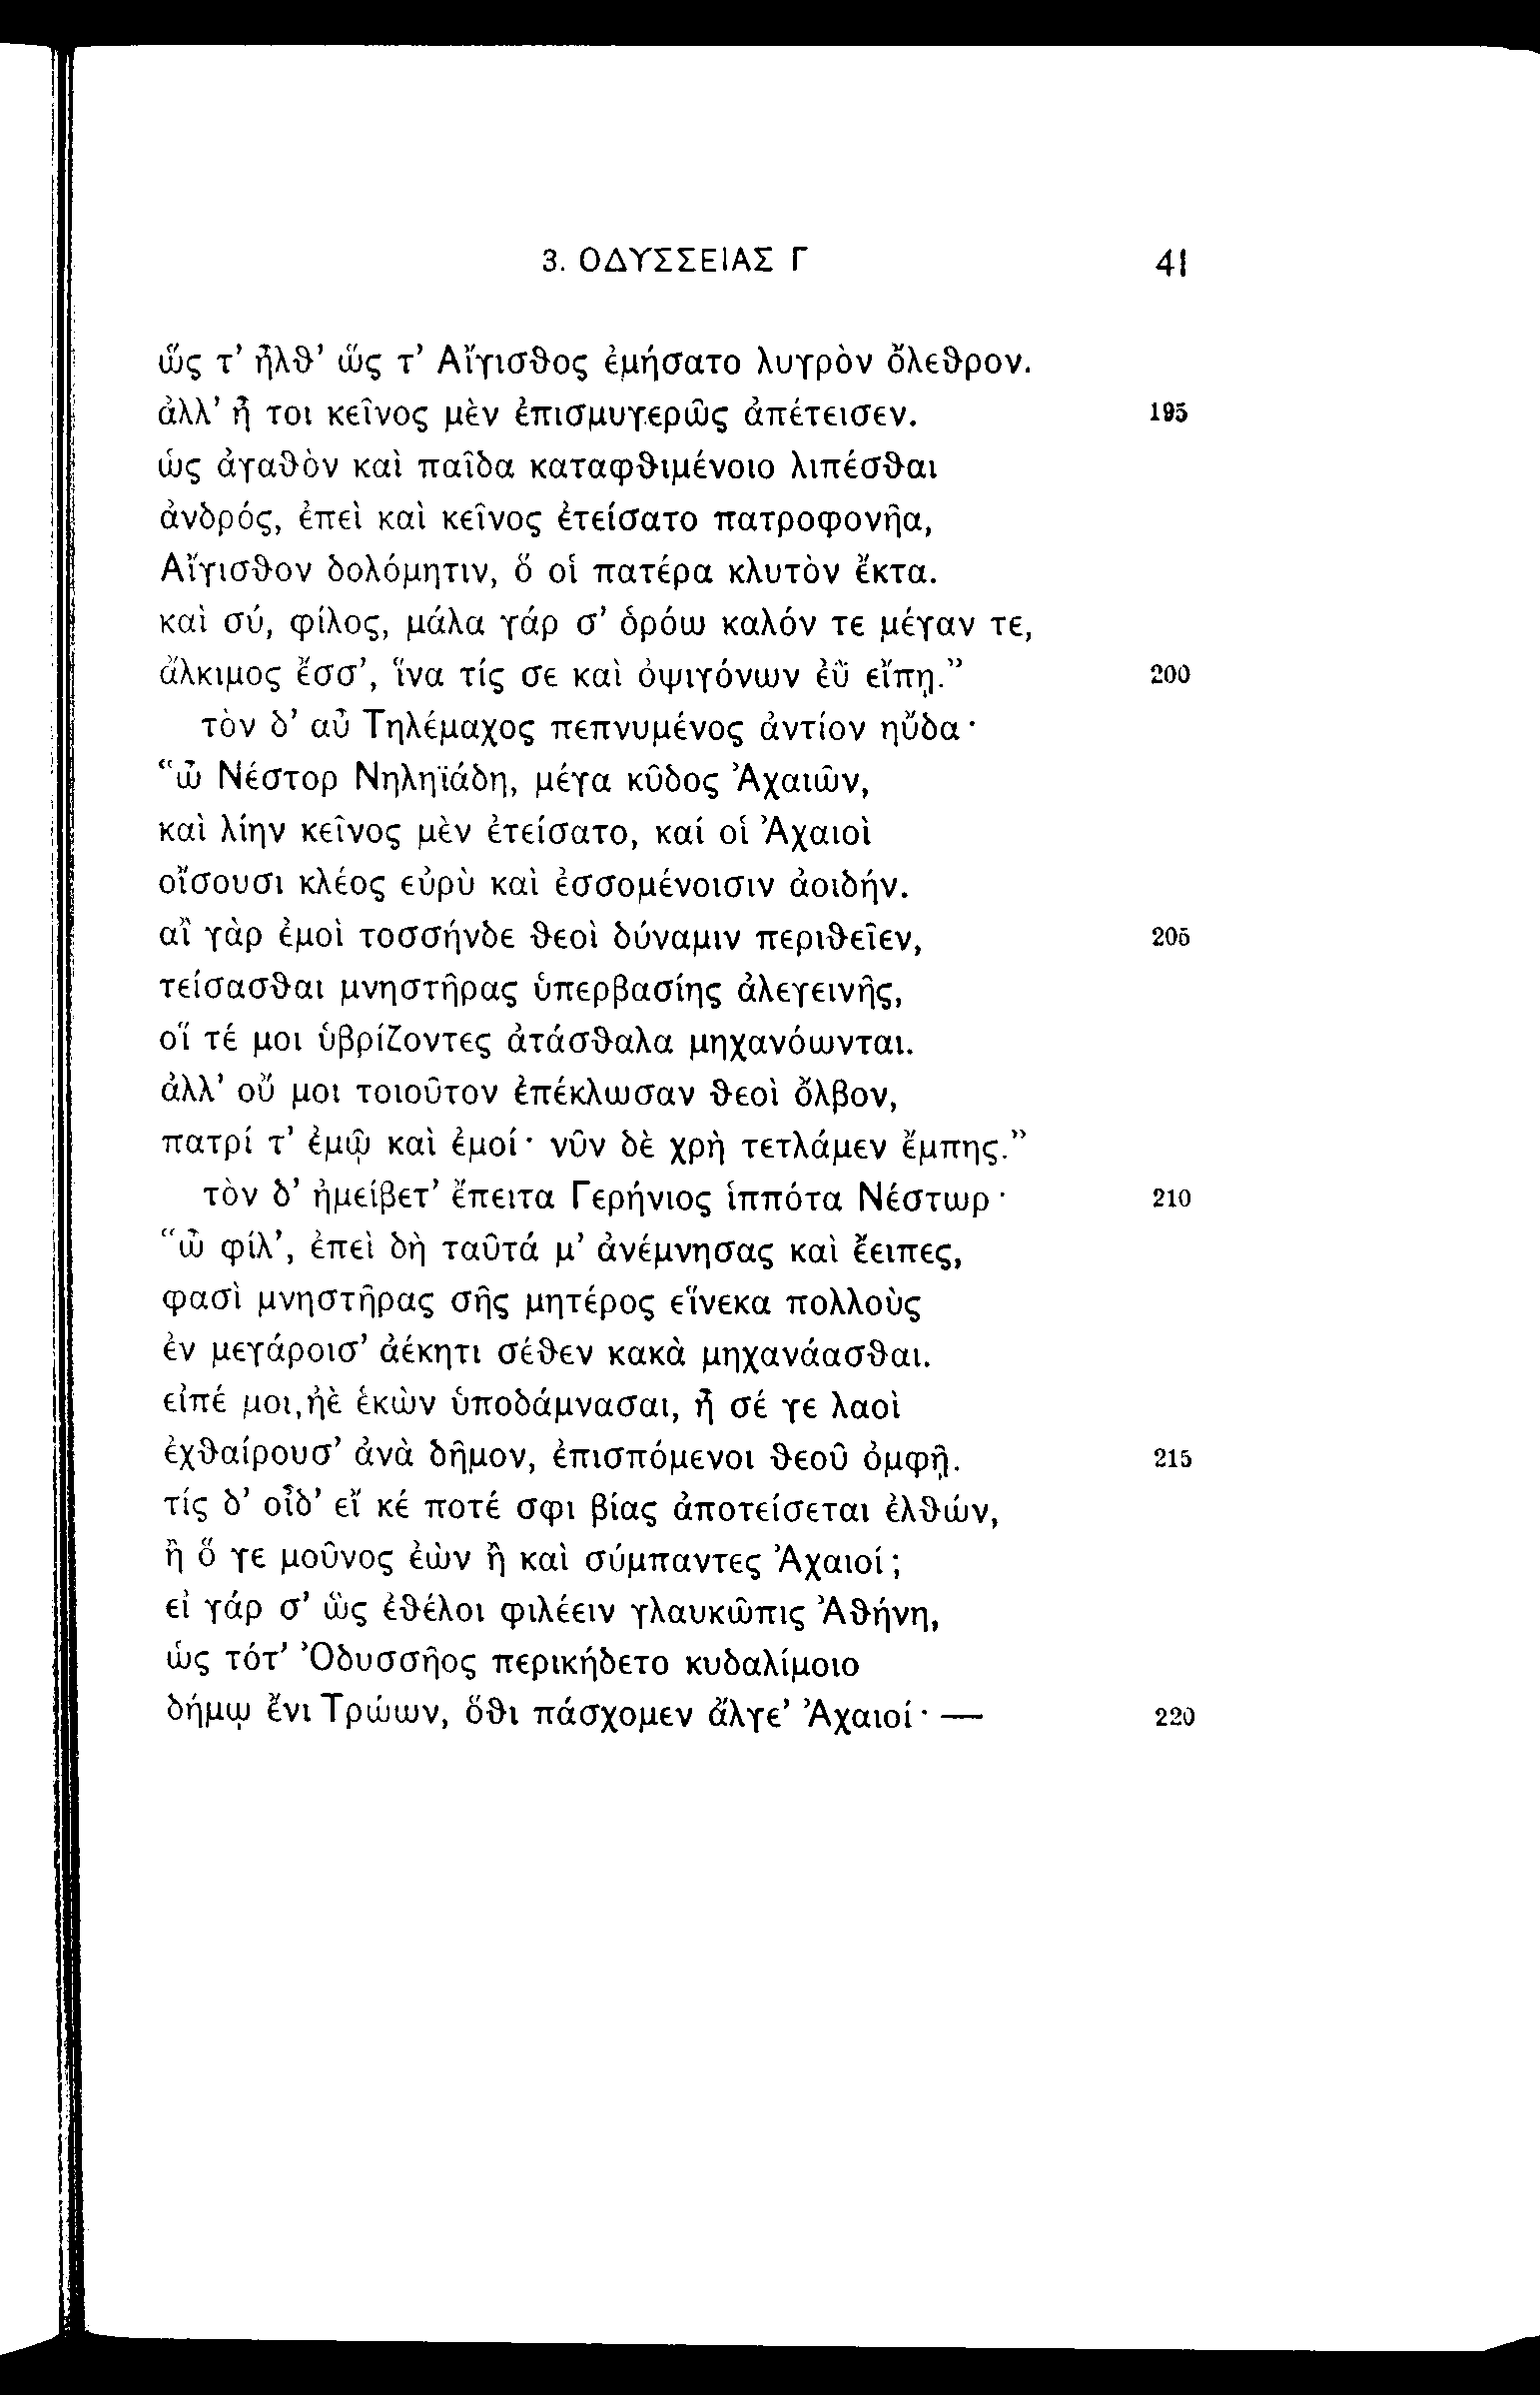 3. ΟΔΥΣΣΕΙΑΣ Γ 41
ὥς τ’ ἦλθ’ ὥς τ’ Αἴγισθος ἐμήσατο λυγρὸν ὄλεθρον.
ἀλλ’ ἦ τοι κεῖνος μὲν ἐπισμυγερῶς ἀπέτεισεν. 195
ὡς ἀγαθὸν καὶ παῖδα καταφθιμένοιο λιπέσθαι
ἀνδρός, ἐπεὶ καὶ κεῖνος ἐτείσατο πατροφονῆα,
Αἴγισθον δολόμητιν, ὅ οἱ πατέρα κλυτὸν ἔκτα.
καὶ σύ, φίλος, μάλα γάρ σ’ ὁρόω καλόν τε μέγαν τε,
ἄλκιμος ἔσσ’, ἵνα τίς σε καὶ ὀψιγόνων ἐῢ εἴπῃ.” 200
τὸν δ’ αὖ Τηλέμαχος πεπνυμένος ἀντίον ηὔδα·
“ὦ Νέστορ Νηληϊάδη, μέγα κῦδος Ἀχαιῶν,
καὶ λίην κεῖνος μὲν ἐτείσατο, καί οἱ Ἀχαιοὶ
οἴσουσι κλέος εὐρὺ καὶ ἐσσομένοισιν ἀοιδήν.
αἲ γὰρ ἐμοὶ τοσσήνδε θεοὶ δύναμιν περιθεῖεν, 205
τείσασθαι μνηστῆρας ὑπερβασίης ἀλεγεινῆς,
οἵ τέ μοι ὑβρίζοντες ἀτάσθαλα μηχανόωνται.
ἀλλ’ οὔ μοι τοιοῦτον ἐπέκλωσαν θεοὶ ὄλβον,
πατρί τ’ ἐμῷ καὶ ἐμοί· νῦν δὲ χρὴ τετλάμεν ἔμπης.”
τὸν δ’ ἠμείβετ’ ἔπειτα Γερήνιος ἱππότα Νέστωρ· 210
“ὦ φίλ’, ἐπεὶ δὴ ταῦτά μ’ ἀνέμνησας καὶ ἔειπες,
φασὶ μνηστῆρας σῆς μητέρος εἵνεκα πολλοὺς
ἐν μεγάροισ’ ἀέκητι σέθεν κακὰ μηχανάασθαι.
εἰπέ μοι, ἠὲ ἑκὼν ὑποδάμνασαι, ἦ σέ γε λαοὶ
ἐχθαίρουσ’ ἀνὰ δῆμον, ἐπισπόμενοι θεοῦ ὀμφῇ. 215
τίς δ’ οἶδ’ εἴ κέ ποτέ σφι βίας ἀποτείσεται ἐλθών,
ἢ ὅ γε μοῦνος ἐὼν ἢ καὶ σύμπαντες Ἀχαιοί;
εἰ γάρ σ’ ὣς ἐθέλοι φιλέειν γλαυκῶπις Ἀθήνη,
ὡς τότ’ Ὀδυσσῆος περικήδετο κυδαλίμοιο
δήμῳ ἔνι Τρώων, ὅθι πάσχομεν ἄλγε’ Ἀχαιοί· — 220